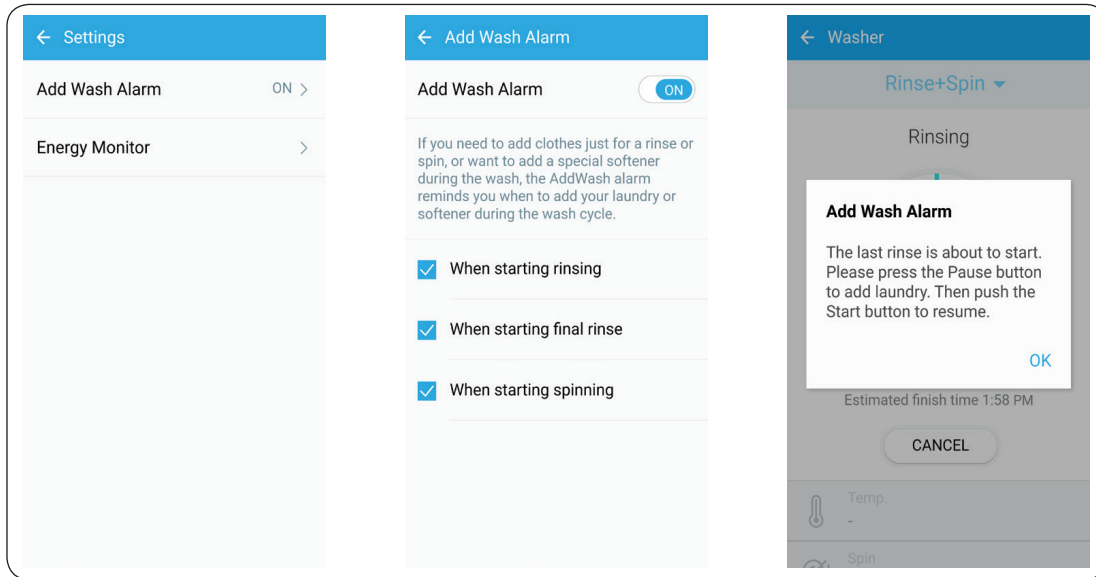 Settings
Add Wash Alarm ON
Energy Monitor
Add Wash Alarm
Add Wash Alarm ON
If you need to add clothes just for a rinse or
spin, or want to add a special softener
during the wash, the AddWash alarm
reminds you when to add your laundry or
softener during the wash cycle.
When starting rinsing
When starting final rinse
When starting spinning
Washer
Rinse+Spin
Rinsing
Add Wash Alarm
The last rinse is about to start.
Please press the Pause button
to add laundry. Then push the
Start button to resume.
OK
Estimated finish time 1:58 PM
CANCEL
Temp.
-
Spin